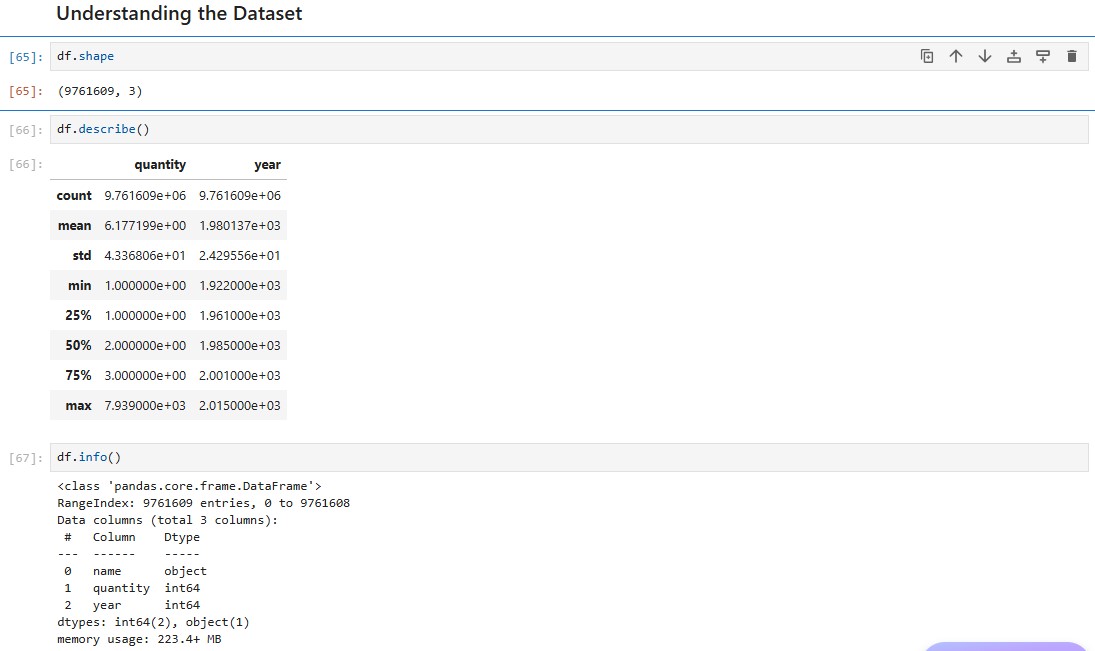 Understanding the Dataset
[65]: df.shape
[65]: (9761609, 3)
[66]: df.describe()
[66]:
quantity year
count 9.761609e+06 9.761609e+06
mean 6.177199e+00 1.980137e+03
std 4.336806e+01 2.429556e+01
min 1.000000e+00 1.922000e+03
25% 1.000000e+00 1.961000e+03
50% 2.000000e+00 1.985000e+03
75% 3.000000e+00 2.001000e+03
max 7.939000e+03 2.015000e+03
[67]: df.info()
<class 'pandas.core.frame.DataFrame'>
RangeIndex: 9761609 entries, 0 to 9761608
Data columns (total 3 columns):
# Column Dtype
--- ------ -----
0 name object
1 quantity int64
2 year int64
dtypes: int64(2), object(1)
memory usage: 223.4+ MB